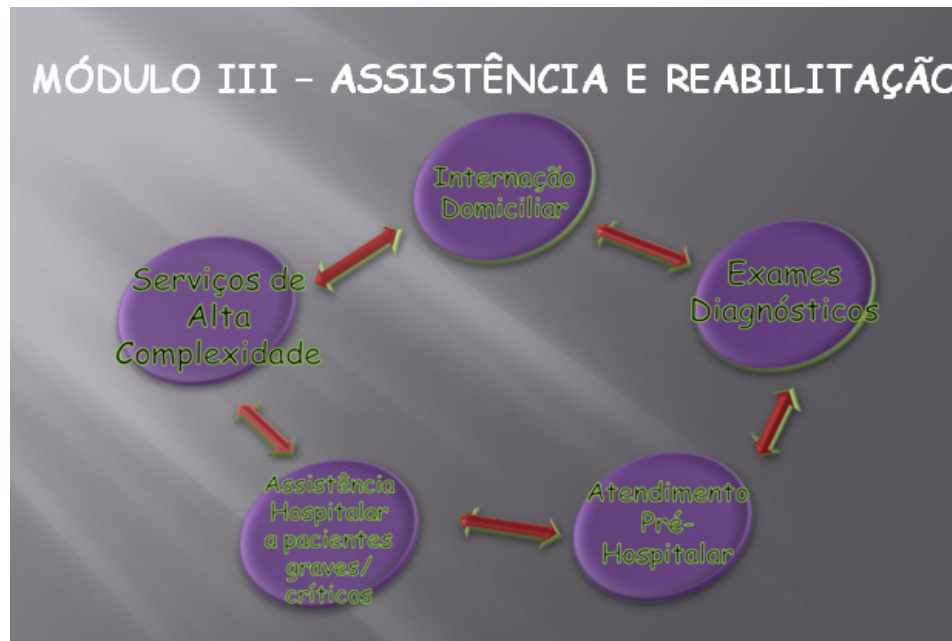 MÓDULO III - ASSISTÊNCIA E REABILITAÇÃO
Internação
Domiciliar
Exames
Diagnósticos
Atendimento
Pré-
Hospitalar
Assistência
Hospitalar
a pacientes
graves/
críticos
Serviços de
Alta
Complexidade